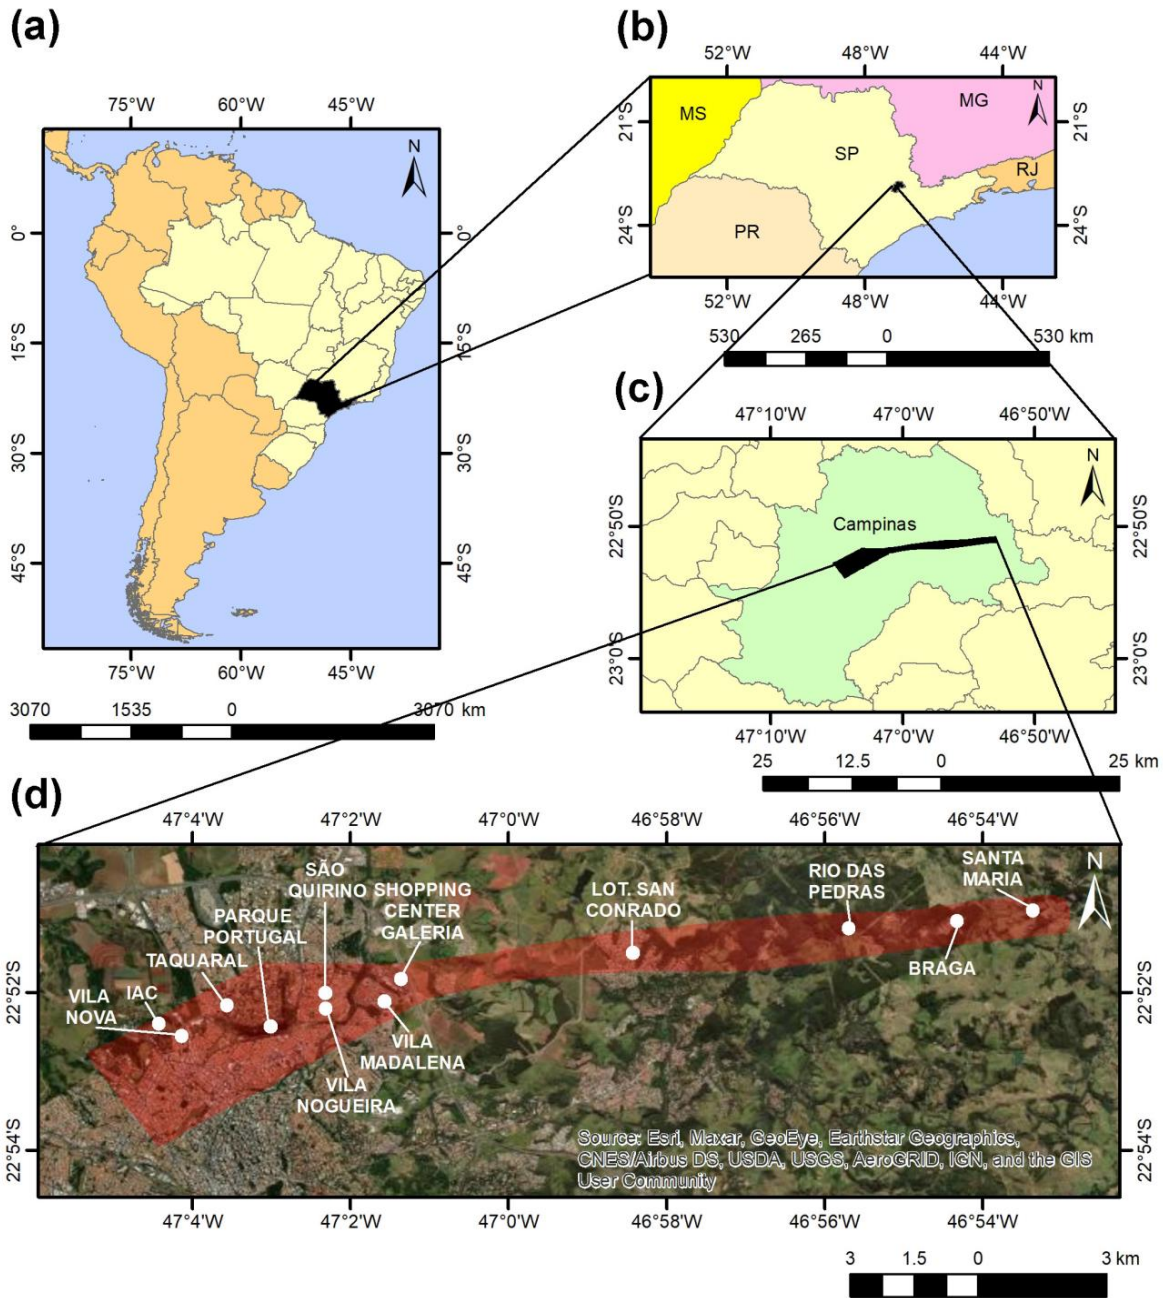 (a)
75°W 60°W 45°W
N
0° 0°
15°S 15°S
30°S 30°S
45°S 45°S
75°W 60°W 45°W
3070 1535 0 3070 km
(b)
52°W 48°W 44°W
MS
MG
N
21°S 21°S
SP
RJ
PR
24°S 24°S
52°W 48°W 44°W
530 265 0 530 km
(c)
47°10'W 47°0'W 46°50'W
N
22°50'S 22°50'S
Campinas
23°0'S 23°0'S
47°10'W 47°0'W 46°50'W
25 12.5 0 25 km
(d)
47°4'W 47°2'W 47°0'W 46°58'W 46°56'W 46°54'W
N
SÃO
QUIRINO
SHOPPING
CENTER
GALERIA
LOT. SAN
CONRADO
RIO DAS
PEDRAS
SANTA
MARIA
PARQUE
PORTUGAL
TAQUARAL
BRAGA
IAC
VILA
NOVA
22°52'S 22°52'S
VILA
MADALENA
VILA
NOGUEIRA
22°54'S 22°54'S
Source: Esri, Maxar, GeoEye, Earthstar Geographics,
CNES/Airbus DS, USDA, USGS, AeroGRID, IGN, and the GIS
User Community
47°4'W 47°2'W 47°0'W 46°58'W 46°56'W 46°54'W
3 1.5 0 3 km